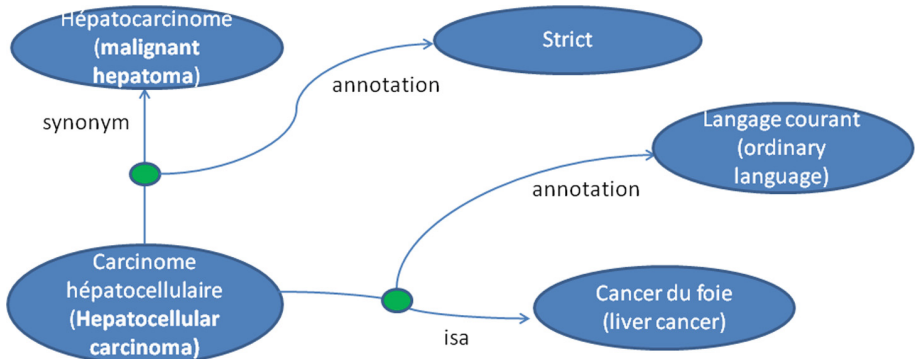 Hépatocarcinome
(malignant
hepatoma)
Strict
annotation
synonym
Langage courant
(ordinary
language)
annotation
Carcinome
hépatocellulaire
(Hepatocellular
carcinoma)
Cancer du foie
(liver cancer)
isa